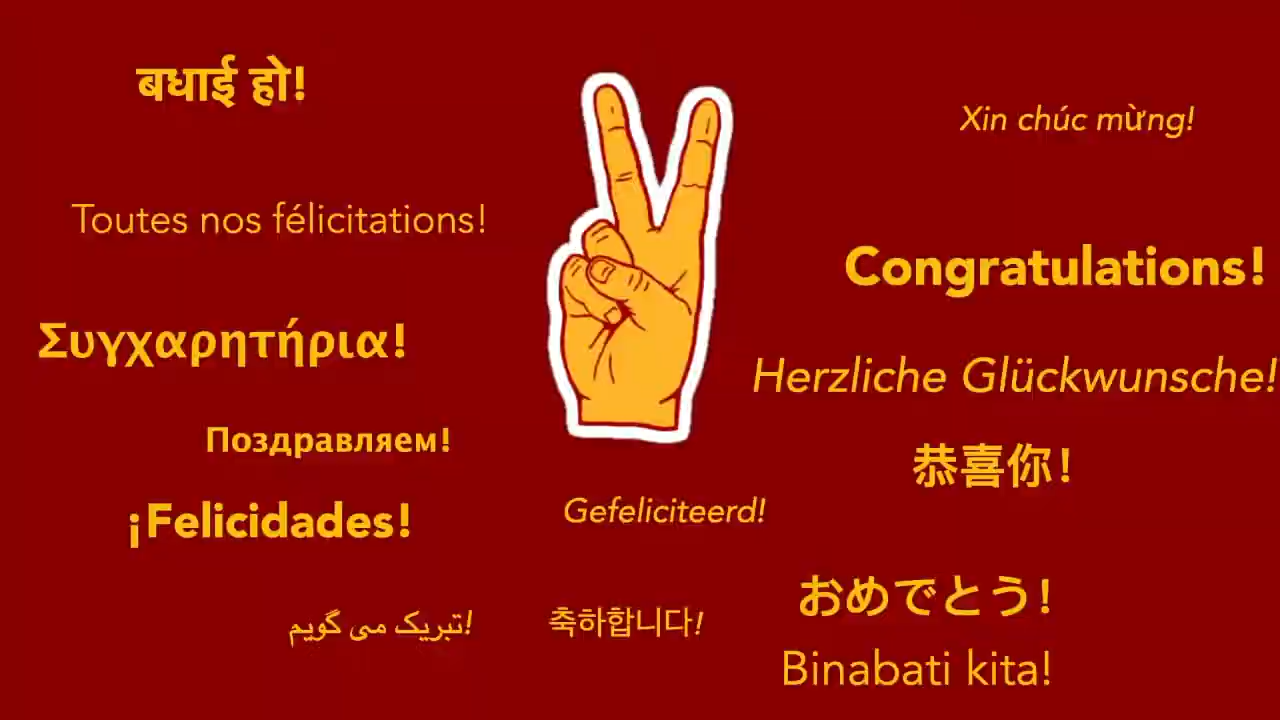 बधाई हो!
Xin chúc mừng!
Toutes nos félicitations!
Congratulations!
Συγχαρητήρια!
Herzliche Glückwunsche!
Поздравляем!
恭喜你!
¡Felicidades!
Gefeliciteerd!
おめでとう!
تبریک می گویم!
축하합니다!
Binabati kita!